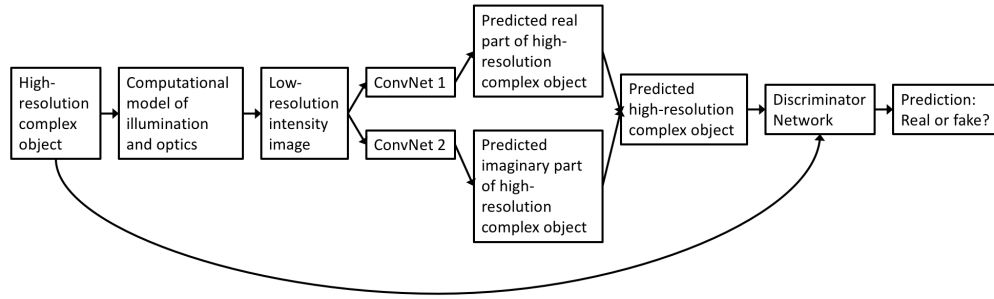 High-
resolution
complex
object
Computational
model of
illumination
and optics
Low-
resolution
intensity
image
ConvNet 1
ConvNet 2
Predicted real
part of high-
resolution
complex object
Predicted
imaginary part
of high-
resolution
complex object
Predicted
high-resolution
complex object
Discriminator
Network
Prediction:
Real or fake?